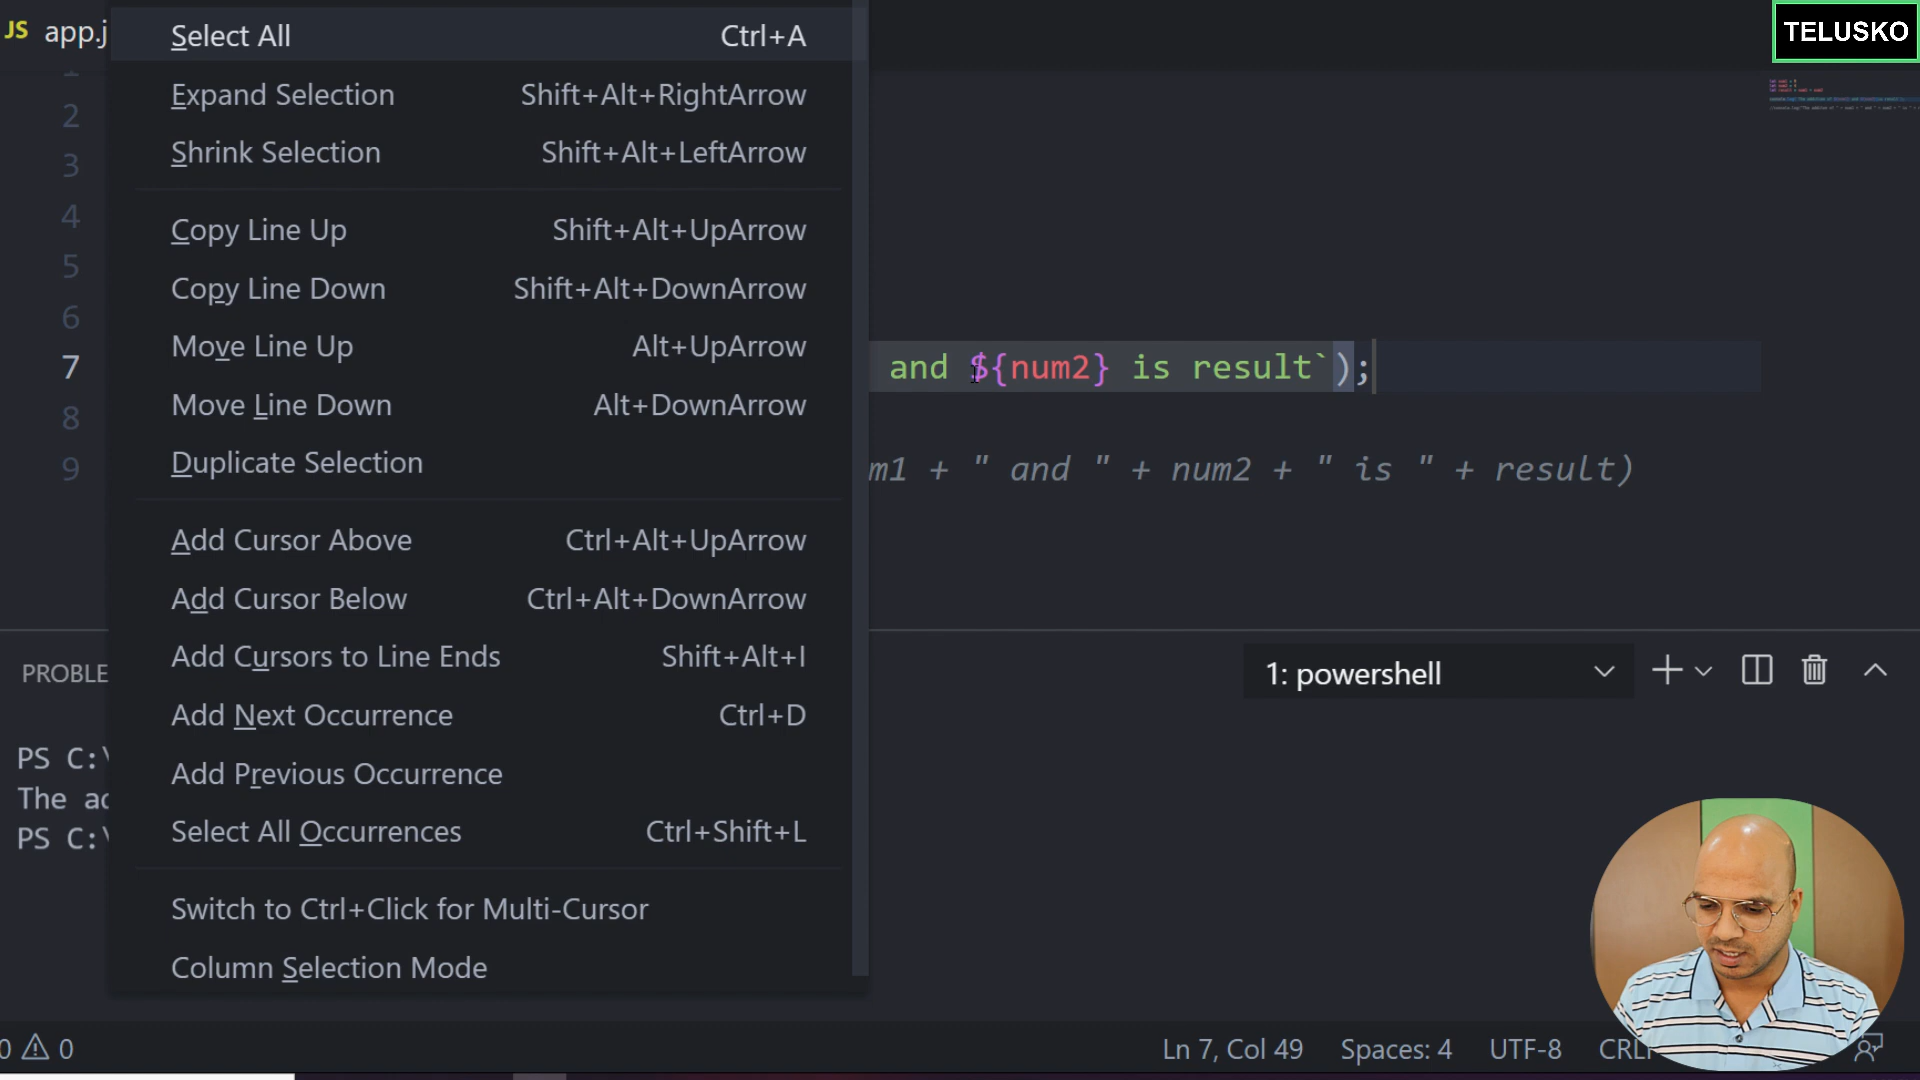 JS app.j
TELUSKO
Select All Ctrl+A
Expand Selection Shift+Alt+RightArrow
Shrink Selection Shift+Alt+LeftArrow
Copy Line Up Shift+Alt+UpArrow
Copy Line Down Shift+Alt+DownArrow
Move Line Up Alt+UpArrow
Move Line Down Alt+DownArrow
Duplicate Selection
Add Cursor Above Ctrl+Alt+UpArrow
Add Cursor Below Ctrl+Alt+DownArrow
Add Cursors to Line Ends Shift+Alt+I
Add Next Occurrence Ctrl+D
Add Previous Occurrence
Select All Occurrences Ctrl+Shift+L
Switch to Ctrl+Click for Multi-Cursor
Column Selection Mode
1
2
3
4
5
6
7 and ${num2} is result`);
8
9 m1 + " and " + num2 + " is " + result)
PROBLE
1: powershell
PS C:\
The ad
PS C:\
0 0
Ln 7, Col 49 Spaces: 4 UTF-8 CRLF